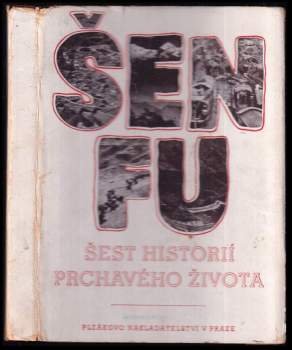 ŠEN
FU
ŠEST HISTORIÍ
PRCHAVÉHO ŽIVOTA
PLZÁKOVO NAKLADATELSTVÍ V PRAZE